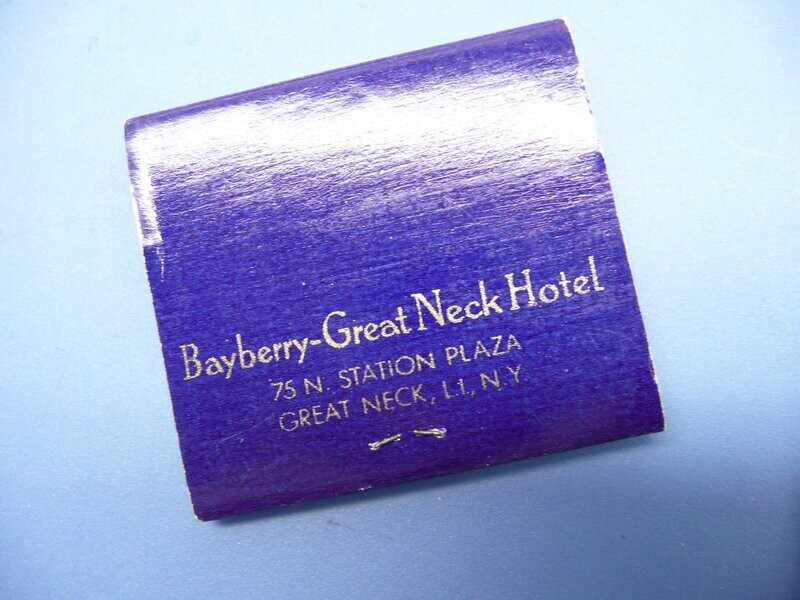 Bayberry-Great Neck Hotel
75 N. STATION PLAZA
GREAT NECK, L.I., N.Y.